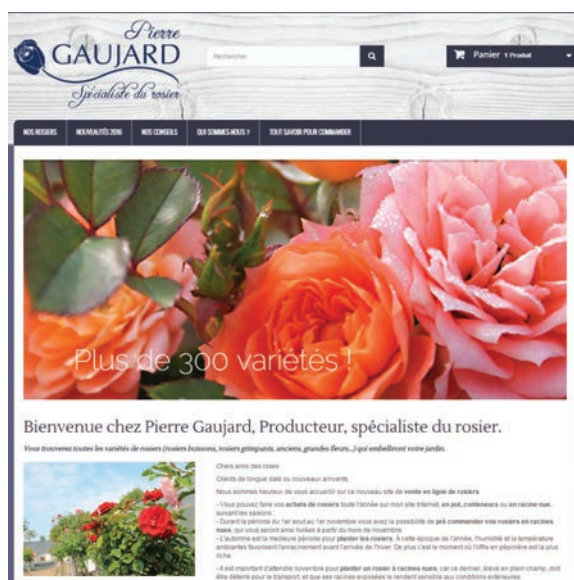 Pierre
GAUJARD
Spécialiste du rosier
Rechercher
Panier 1 Produit
NOS ROSIERS NOUVEAUTÉS 2016 NOS CONSEILS QUI SOMMES-NOUS ? TOUT SAVOIR POUR COMMANDER
Plus de 300 variétés !
Bienvenue chez Pierre Gaujard, Producteur, spécialiste du rosier.
Vous trouverez toutes les variétés de rosiers (rosiers buissons, rosiers grimpants, anciens, grandes fleurs...) qui embelliront votre jardin.
Chers amis des roses
Clients de longue date ou nouveaux arrivants,
Nous sommes heureux de vous accueillir sur ce nouveau site de vente en ligne de rosiers
- Vous pouvez faire vos achats de rosiers toute l'année sur mon site Internet, en pot, conteneurs ou en racine nue,
suivant les saisons :
- Durant la période du 1er aout au 1er novembre vous avez la possibilité de pré commander vos rosiers en racines
nues, qui vous seront ainsi livrées à partir du mois de novembre.
- L'automne est la meilleure période pour planter les rosiers. À cette époque de l'année, l'humidité et la température
ambiantes favorisent l'enracinement avant l'arrivée de l'hiver. De plus c'est le moment où l'offre en pépinière est la plus
riche.
- Il est important d'attendre novembre pour planter un rosier à racines nues, car ce dernier, élevé en plein champ, doit
être déterré pour le transport, et que ses racines exposées le rendent sensible aux conditions extérieures.